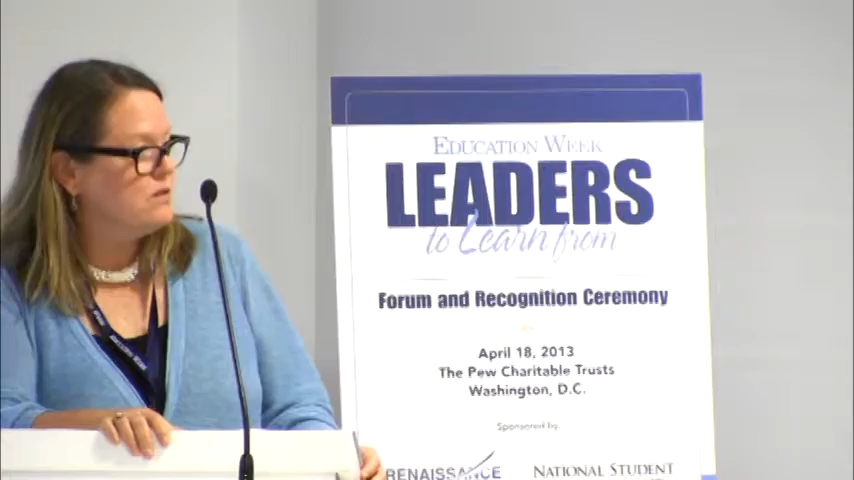 EDUCATION WEEK
LEADERS
to Learn from
Forum and Recognition Ceremony
April 18, 2013
The Pew Charitable Trusts
Washington, D.C.
Sponsored by:
RENAISSANCE
NATIONAL STUDENT